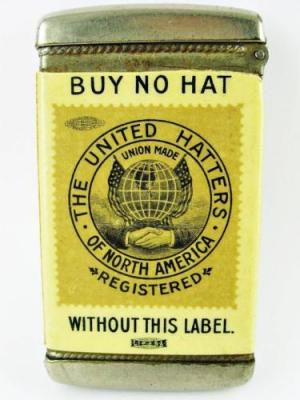 BUY NO HAT
THE UNITED HATTERS
UNION MADE
OF NORTH AMERICA
REGISTERED
WITHOUT THIS LABEL.